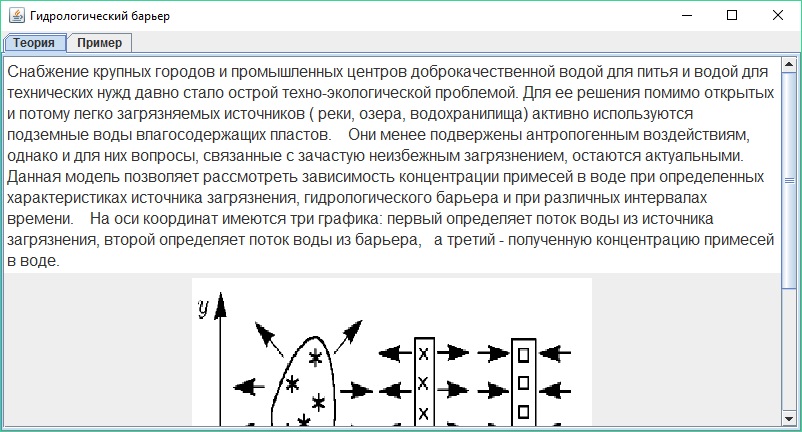 Гидрологический барьер
Теория Пример
Снабжение крупных городов и промышленных центров доброкачественной водой для питья и водой для
технических нужд давно стало острой техно-экологической проблемой. Для ее решения помимо открытых
и потому легко загрязняемых источников ( реки, озера, водохранилища) активно используются
подземные воды влагосодержащих пластов. Они менее подвержены антропогенным воздействиям,
однако и для них вопросы, связанные с зачастую неизбежным загрязнением, остаются актуальными.
Данная модель позволяет рассмотреть зависимость концентрации примесей в воде при определенных
характеристиках источника загрязнения, гидрологического барьера и при различных интервалах
времени. На оси координат имеются три графика: первый определяет поток воды из источника
загрязнения, второй определяет поток воды из барьера, а третий - полученную концентрацию примесей
в воде.
y
x
x
x